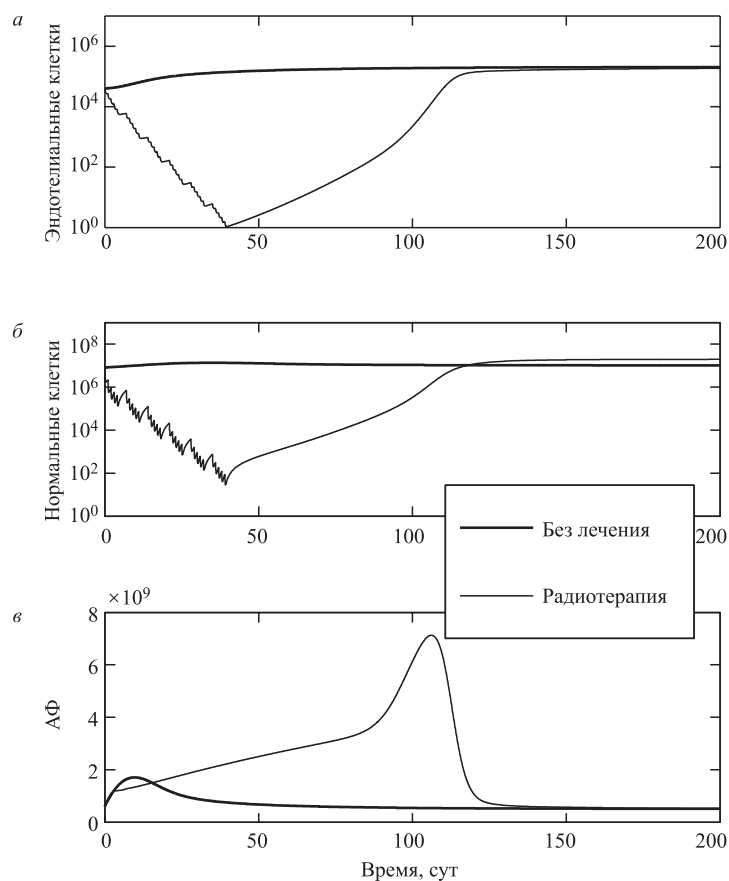 а
Эндотелиальные клетки
10⁶
10⁴
10²
10⁰
0 50 100 150 200
б
Нормальные клетки
10⁸
10⁶
10⁴
10²
10⁰
0 50 100 200
Без лечения
Радиотерапия
×10⁹
в
АФ
8
6
4
2
0
0 50 100 150 200
Время, сут